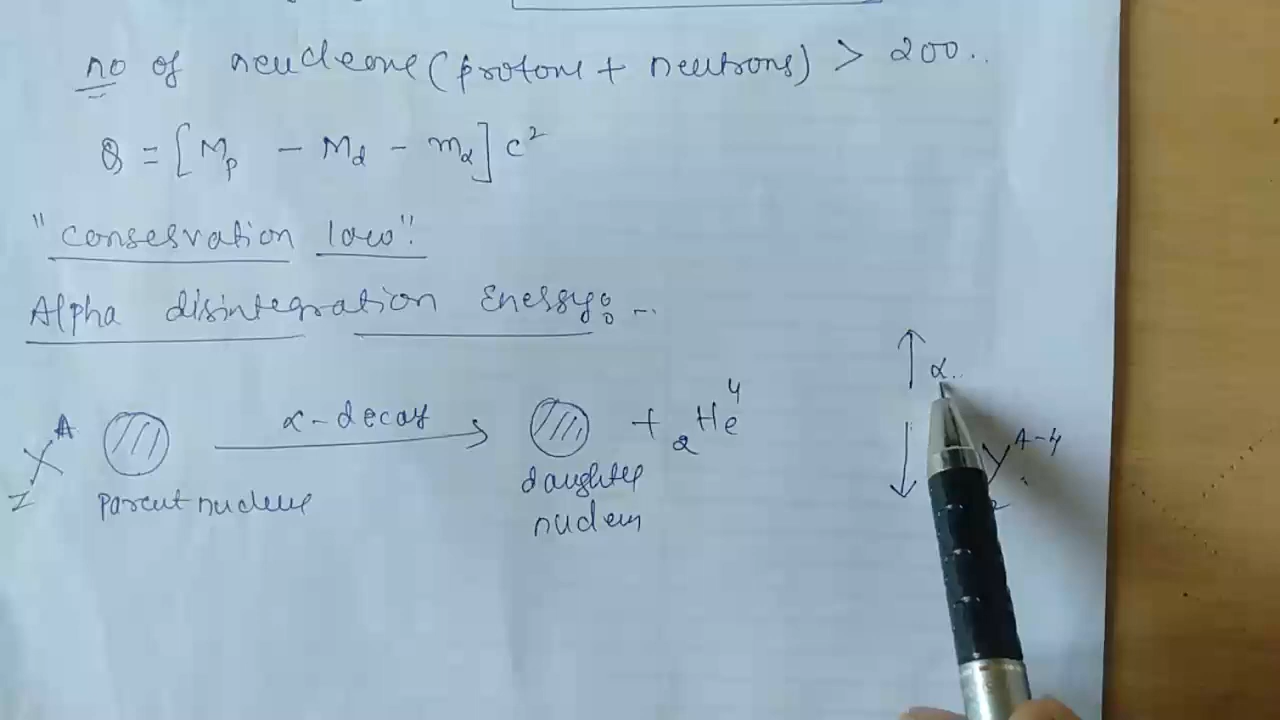 no of neucleone (protons + neutrons) > 200..
Q = [Mp - Md - mα] c²
"conservation law".
Alpha disintegration Energy: -..
ZXᴬ α-decay + ₂He⁴
parent nucleus daughter nucleus
↑ α..
↓ Y A-4